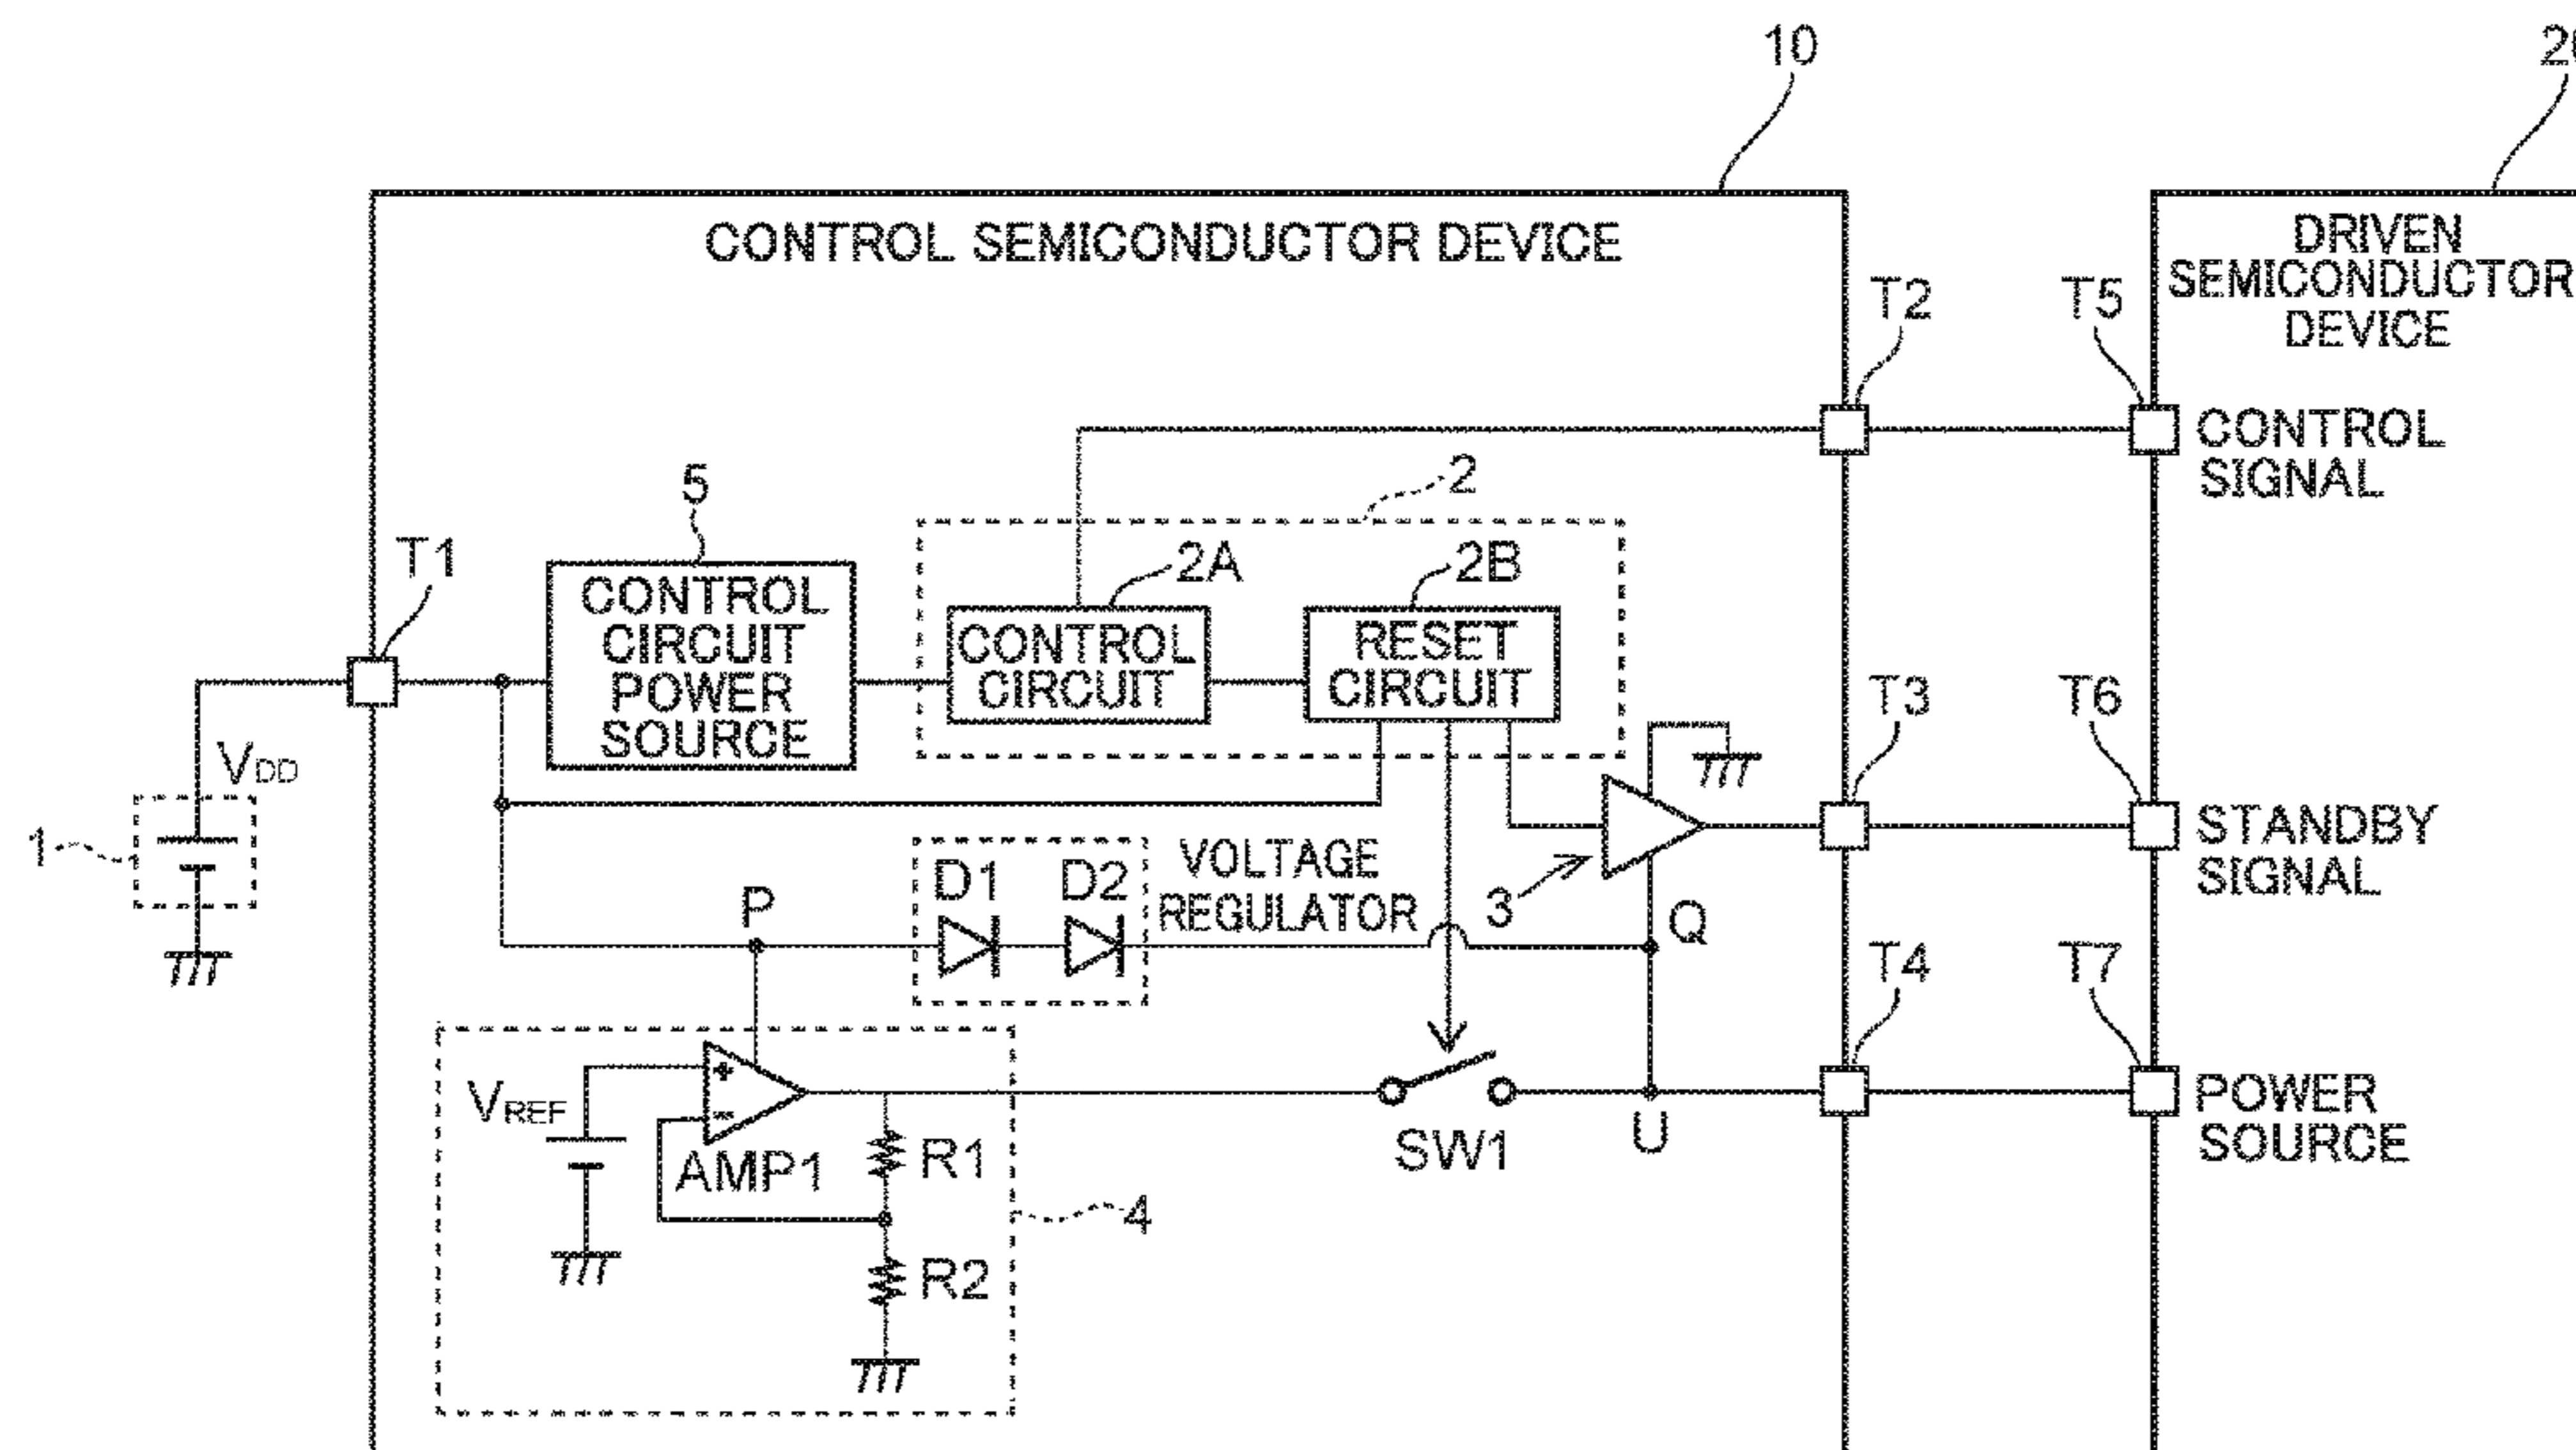 10
CONTROL SEMICONDUCTOR DEVICE
DRIVEN
SEMICONDUCTOR
DEVICE
T2
T5
CONTROL
SIGNAL
2
5
T1
2A
2B
CONTROL
CIRCUIT
POWER
SOURCE
CONTROL
CIRCUIT
RESET
CIRCUIT
T3
T6
VDD
1
STANDBY
SIGNAL
D1
D2
VOLTAGE
REGULATOR
3
P
Q
T4
T7
VREF
+
−
AMP1
R1
SW1
U
POWER
SOURCE
4
R2